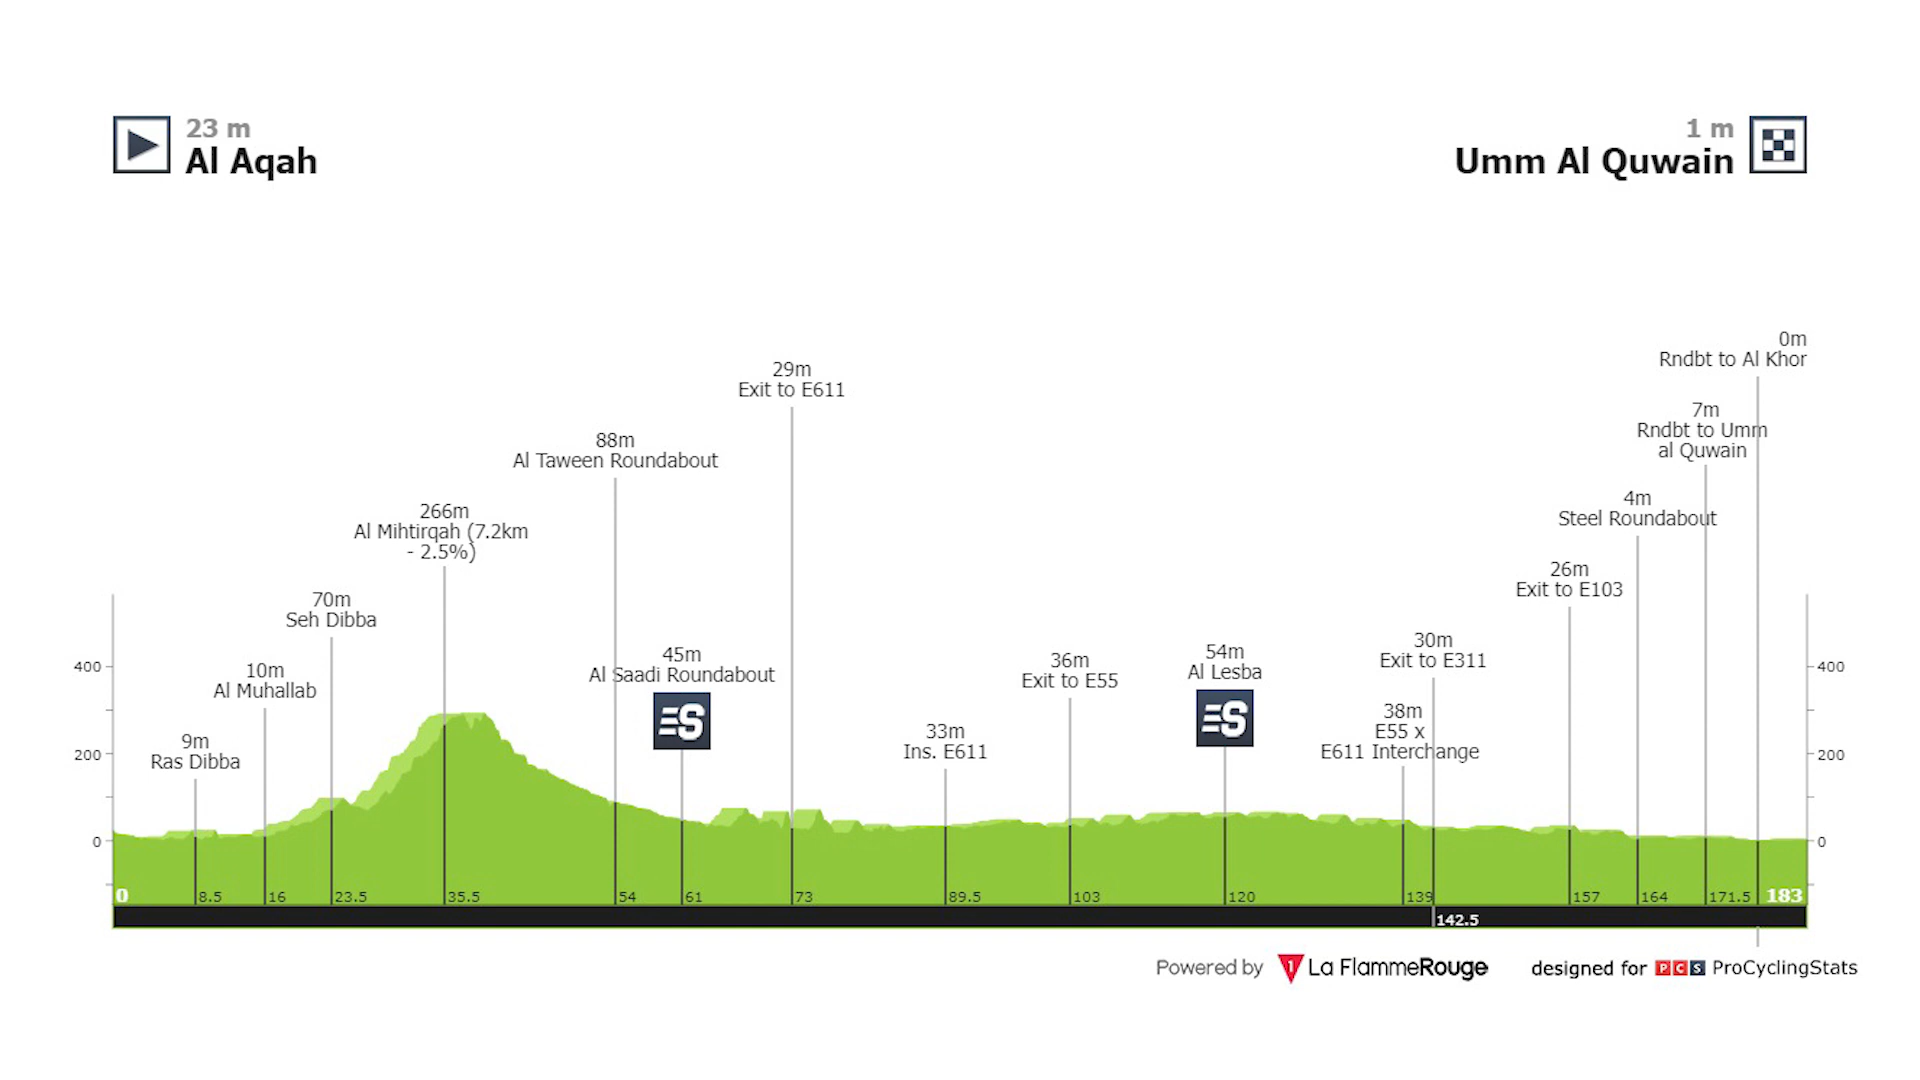 23 m
Al Aqah
1 m
Umm Al Quwain
0m
Rndbt to Al Khor
29m
Exit to E611
7m
Rndbt to Umm
al Quwain
88m
Al Taween Roundabout
4m
Steel Roundabout
266m
Al Mihtirqah (7.2km
- 2.5%)
26m
Exit to E103
70m
Seh Dibba
30m
Exit to E311
45m
Al Saadi Roundabout
54m
Al Lesba
36m
Exit to E55
10m
Al Muhallab
38m
E55 x
E611 Interchange
33m
Ins. E611
9m
Ras Dibba
S
S
400
200
0
400
200
0
0
8.5
16
23.5
35.5
54
61
73
89.5
103
120
139
157
164
171.5
183
142.5
Powered by 1 La FlammeRouge
designed for PCS ProCyclingStats